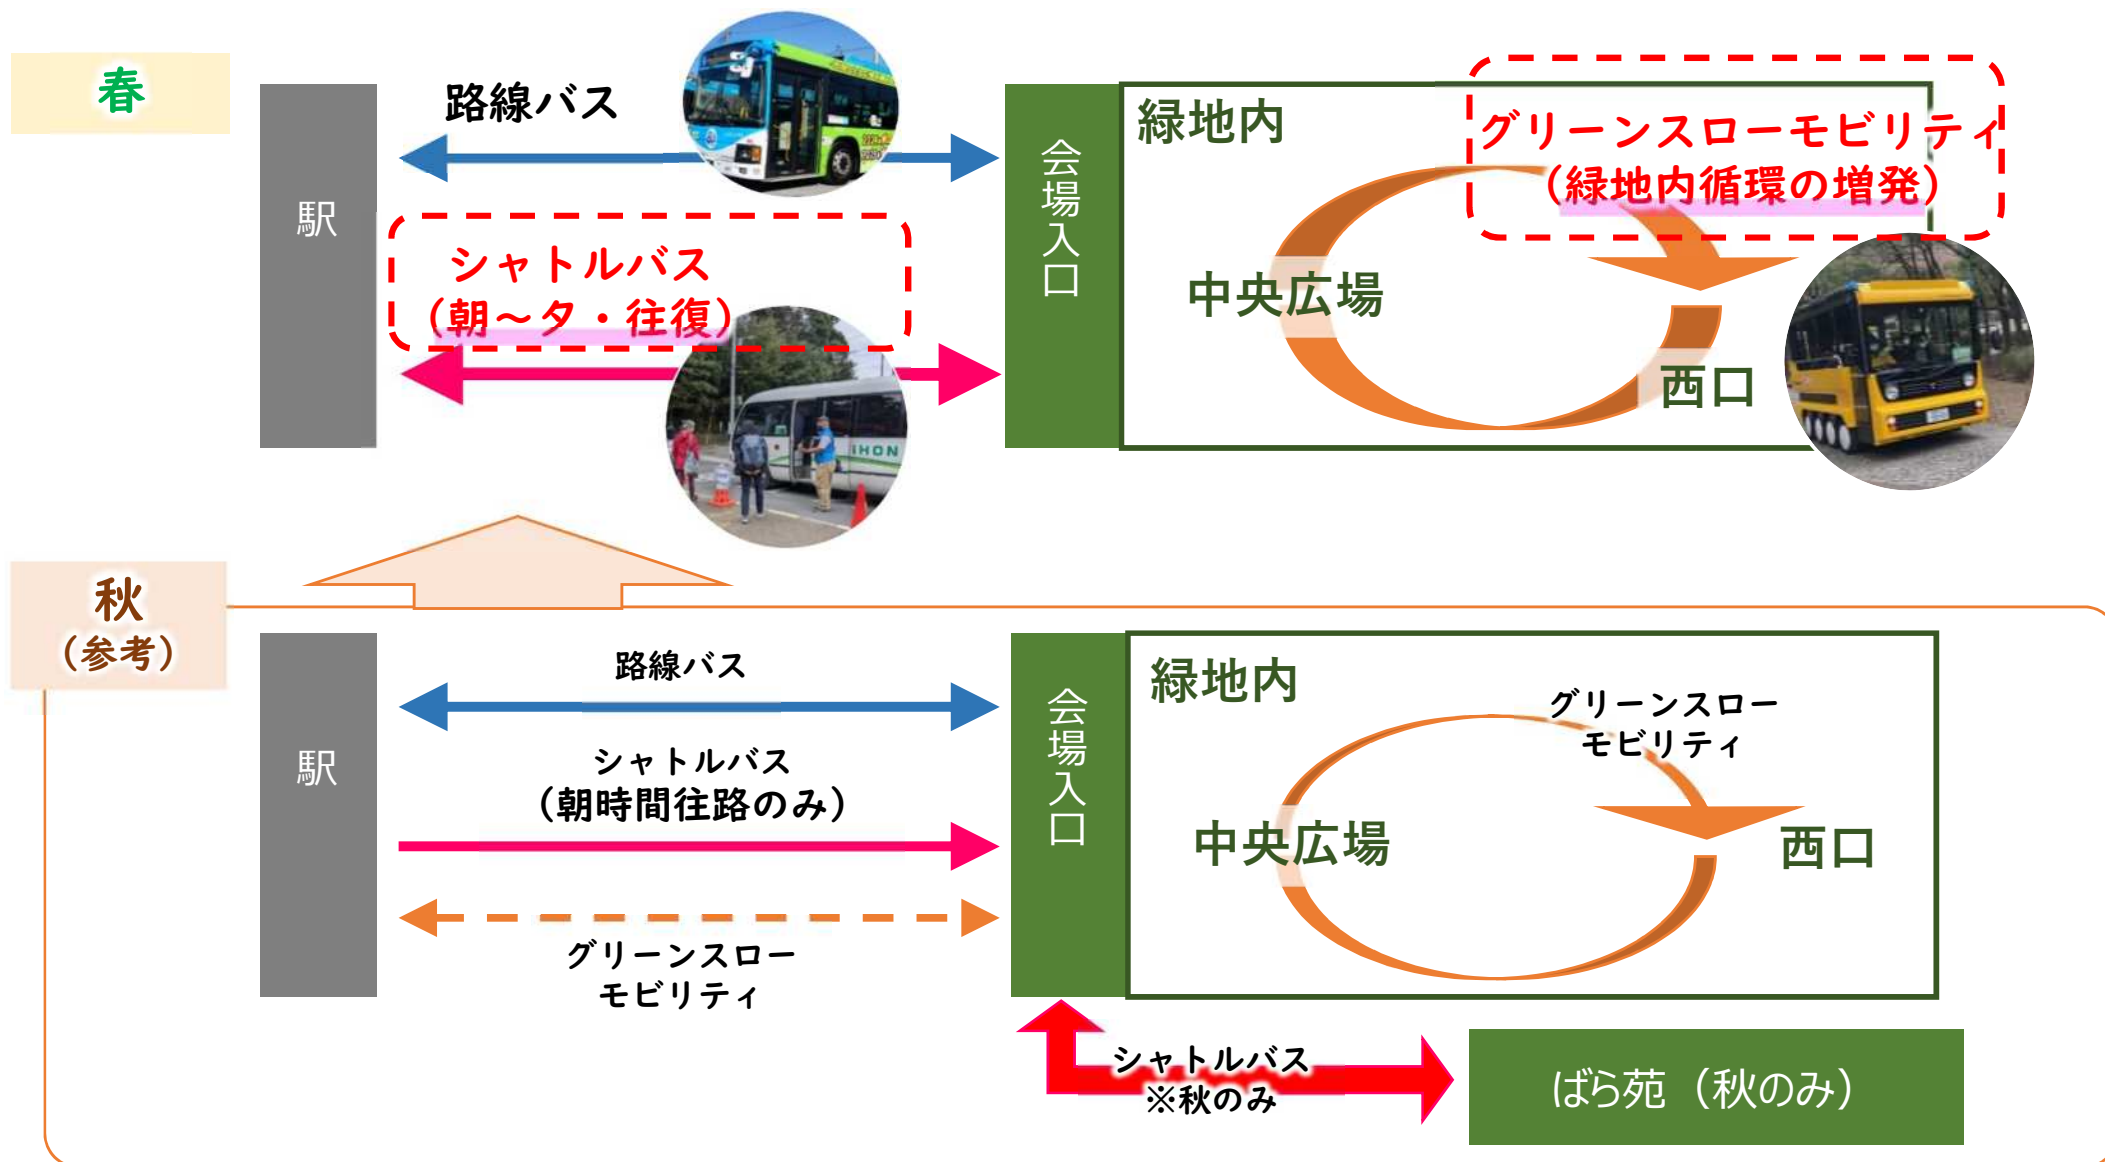 春
路線バス
駅
シャトルバス
(朝～夕・往復)
IHON
会場入口
緑地内
グリーンスローモビリティ
(緑地内循環の増発)
中央広場
西口
秋
(参考)
駅
路線バス
シャトルバス
(朝時間往路のみ)
グリーンスロー
モビリティ
会場入口
緑地内
グリーンスロー
モビリティ
中央広場
西口
シャトルバス
※秋のみ
ばら苑（秋のみ）